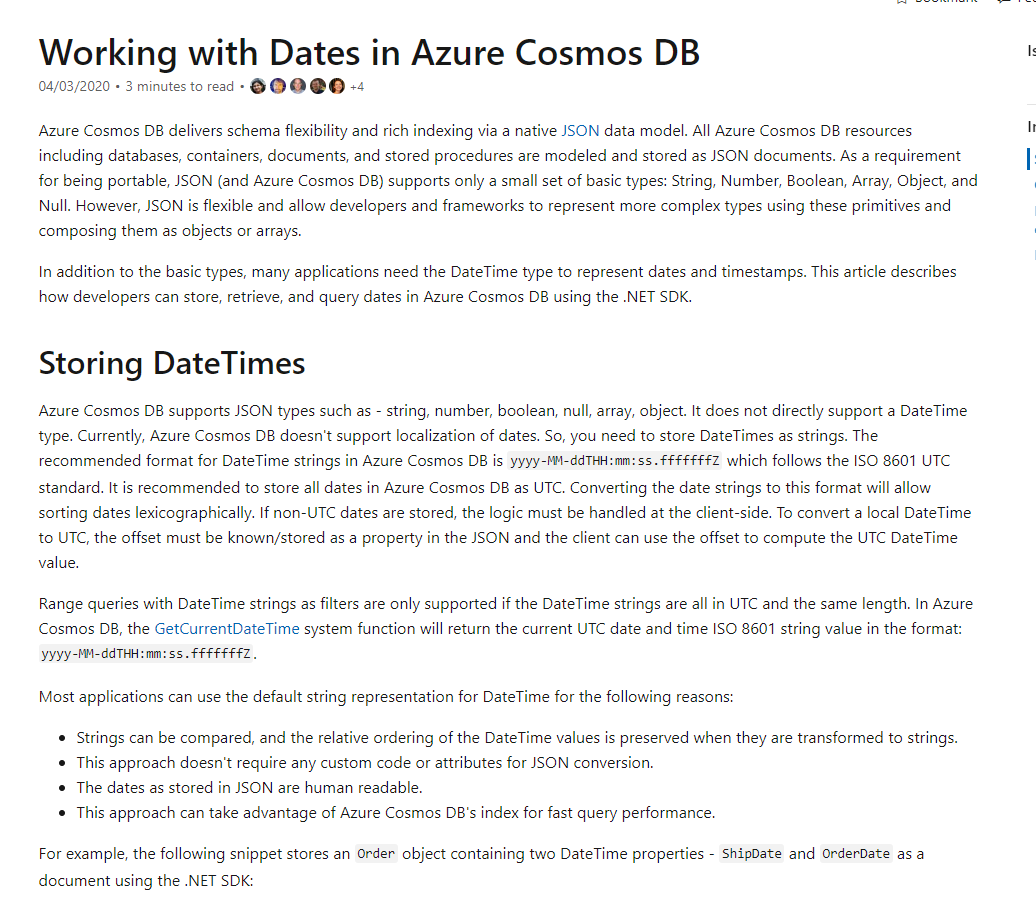 Working with Dates in Azure Cosmos DB
04/03/2020 • 3 minutes to read • +4
Azure Cosmos DB delivers schema flexibility and rich indexing via a native JSON data model. All Azure Cosmos DB resources
including databases, containers, documents, and stored procedures are modeled and stored as JSON documents. As a requirement
for being portable, JSON (and Azure Cosmos DB) supports only a small set of basic types: String, Number, Boolean, Array, Object, and
Null. However, JSON is flexible and allow developers and frameworks to represent more complex types using these primitives and
composing them as objects or arrays.
In addition to the basic types, many applications need the DateTime type to represent dates and timestamps. This article describes
how developers can store, retrieve, and query dates in Azure Cosmos DB using the .NET SDK.
Storing DateTimes
Azure Cosmos DB supports JSON types such as - string, number, boolean, null, array, object. It does not directly support a DateTime
type. Currently, Azure Cosmos DB doesn't support localization of dates. So, you need to store DateTimes as strings. The
recommended format for DateTime strings in Azure Cosmos DB is yyyy-MM-ddTHH:mm:ss.fffffffZ which follows the ISO 8601 UTC
standard. It is recommended to store all dates in Azure Cosmos DB as UTC. Converting the date strings to this format will allow
sorting dates lexicographically. If non-UTC dates are stored, the logic must be handled at the client-side. To convert a local DateTime
to UTC, the offset must be known/stored as a property in the JSON and the client can use the offset to compute the UTC DateTime
value.
Range queries with DateTime strings as filters are only supported if the DateTime strings are all in UTC and the same length. In Azure
Cosmos DB, the GetCurrentDateTime system function will return the current UTC date and time ISO 8601 string value in the format:
yyyy-MM-ddTHH:mm:ss.fffffffZ.
Most applications can use the default string representation for DateTime for the following reasons:
• Strings can be compared, and the relative ordering of the DateTime values is preserved when they are transformed to strings.
• This approach doesn't require any custom code or attributes for JSON conversion.
• The dates as stored in JSON are human readable.
• This approach can take advantage of Azure Cosmos DB's index for fast query performance.
For example, the following snippet stores an Order object containing two DateTime properties - ShipDate and OrderDate as a
document using the .NET SDK: